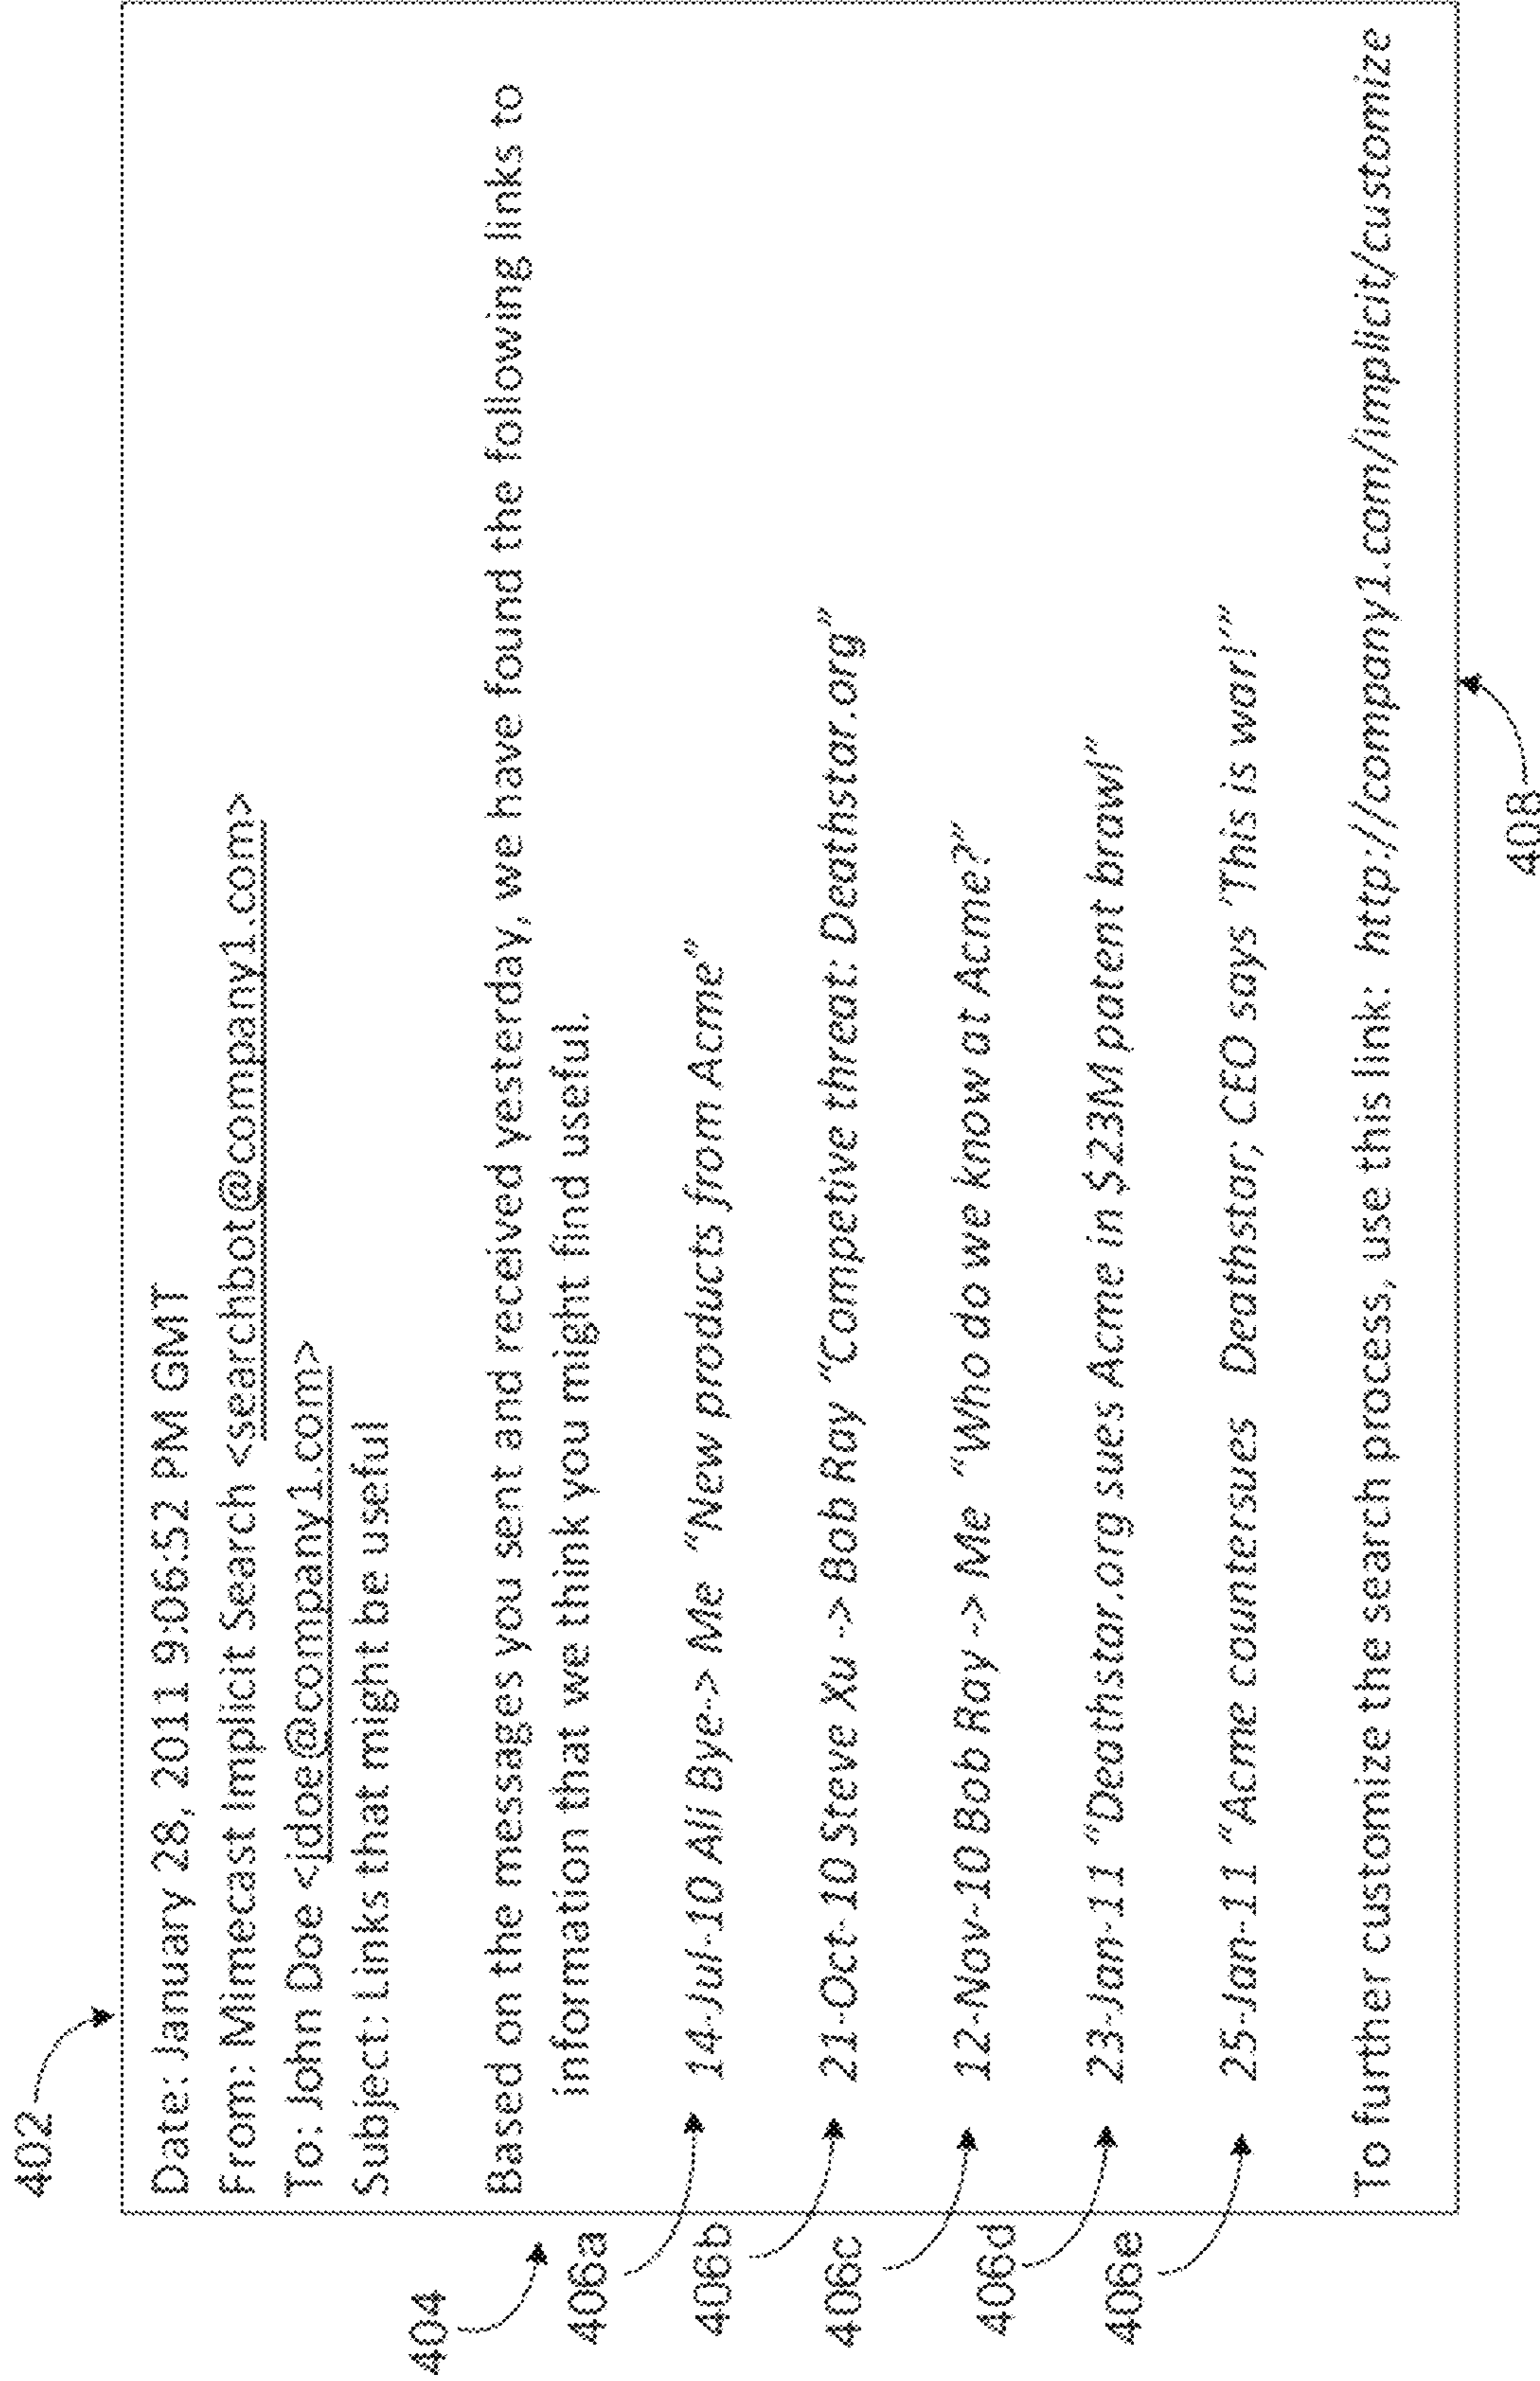 402
Date: January 28, 2011 9:06:52 PM GMT
From: Mimecast Implicit Search <searchbot@company1.com>
To: John Doe <jdoe@company1.com>
Subject: Links that might be useful
404
Based on the messages you sent and received yesterday, we have found the following links to
information that we think you might find useful.
406a
14-Jul-10 Ali Bye-> Me "New products from Acme"
406b
21-Oct-10 Steve Xu -> Bob Ray "Competive threat: Deathstar.org"
406c
12-Nov-10 Bob Ray -> Me "Who do we know at Acme?"
406d
23-Jan-11 "Deathstar.org sues Acme in $23M patent brawl"
406e
25-Jan-11 "Acme countersues Deathstar; CEO says 'This is war!'"
To further customize the search process, use this link: http://company1.com/implicit/customize
408